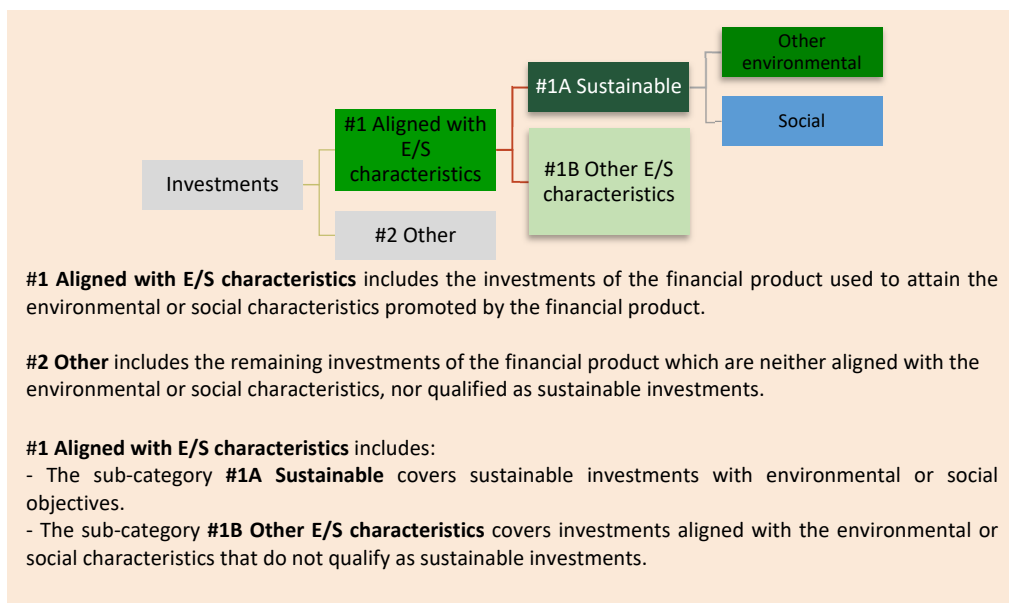 Other
environmental
#1A Sustainable
#1 Aligned with
E/S
characteristics
Social
#1B Other E/S
characteristics
Investments
#2 Other
#1 Aligned with E/S characteristics includes the investments of the financial product used to attain the
environmental or social characteristics promoted by the financial product.
#2 Other includes the remaining investments of the financial product which are neither aligned with the
environmental or social characteristics, nor qualified as sustainable investments.
#1 Aligned with E/S characteristics includes:
- The sub-category #1A Sustainable covers sustainable investments with environmental or social
objectives.
- The sub-category #1B Other E/S characteristics covers investments aligned with the environmental or
social characteristics that do not qualify as sustainable investments.